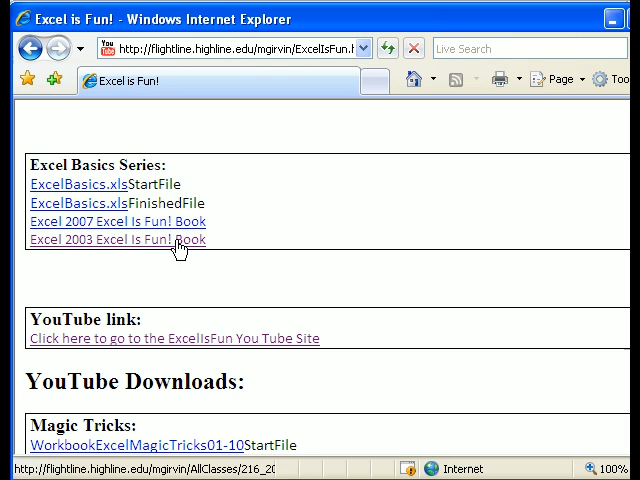 Excel is Fun! - Windows Internet Explorer
You Tube http://flightline.highline.edu/mgirvin/ExcelIsFun.h Live Search
Excel is Fun! Page Too
Excel Basics Series:
ExcelBasics.xlsStartFile
ExcelBasics.xlsFinishedFile
Excel 2007 Excel Is Fun! Book
Excel 2003 Excel Is Fun! Book
YouTube link:
Click here to go to the ExcelIsFun You Tube Site
YouTube Downloads:
Magic Tricks:
WorkbookExcelMagicTricks01-10StartFile
http://flightline.highline.edu/mgirvin/AllClasses/216_20 Internet 100%